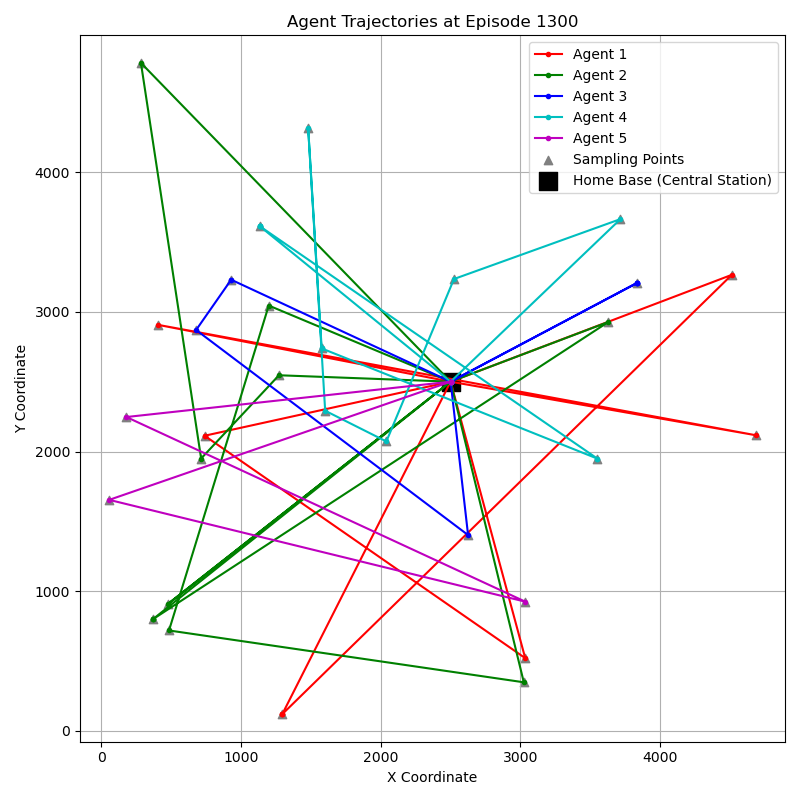 Agent Trajectories at Episode 1300
Agent 1
Agent 2
Agent 3
Agent 4
Agent 5
Sampling Points
Home Base (Central Station)
Y Coordinate
4000
3000
2000
1000
0
0 1000 2000 3000 4000
X Coordinate